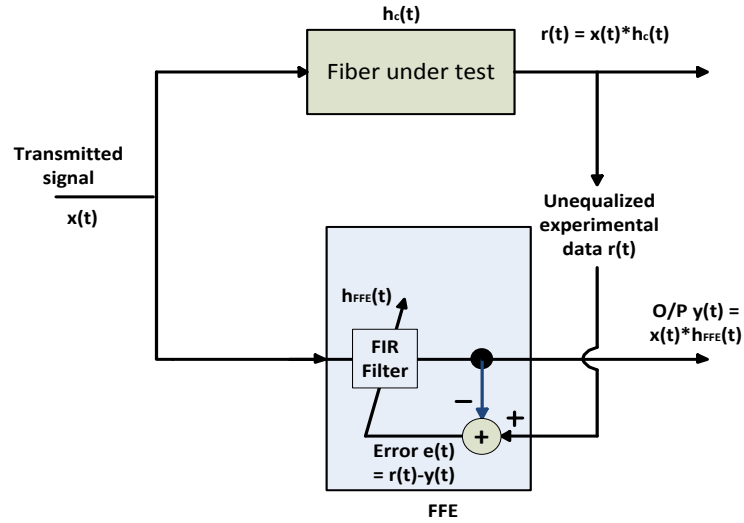 hc(t)
r(t) = x(t)*hc(t)
Fiber under test
Transmitted
signal
x(t)
Unequalized
experimental
data r(t)
hFFE(t)
O/P y(t) =
x(t)*hFFE(t)
FIR
Filter
−
+
+
Error e(t)
= r(t)-y(t)
FFE